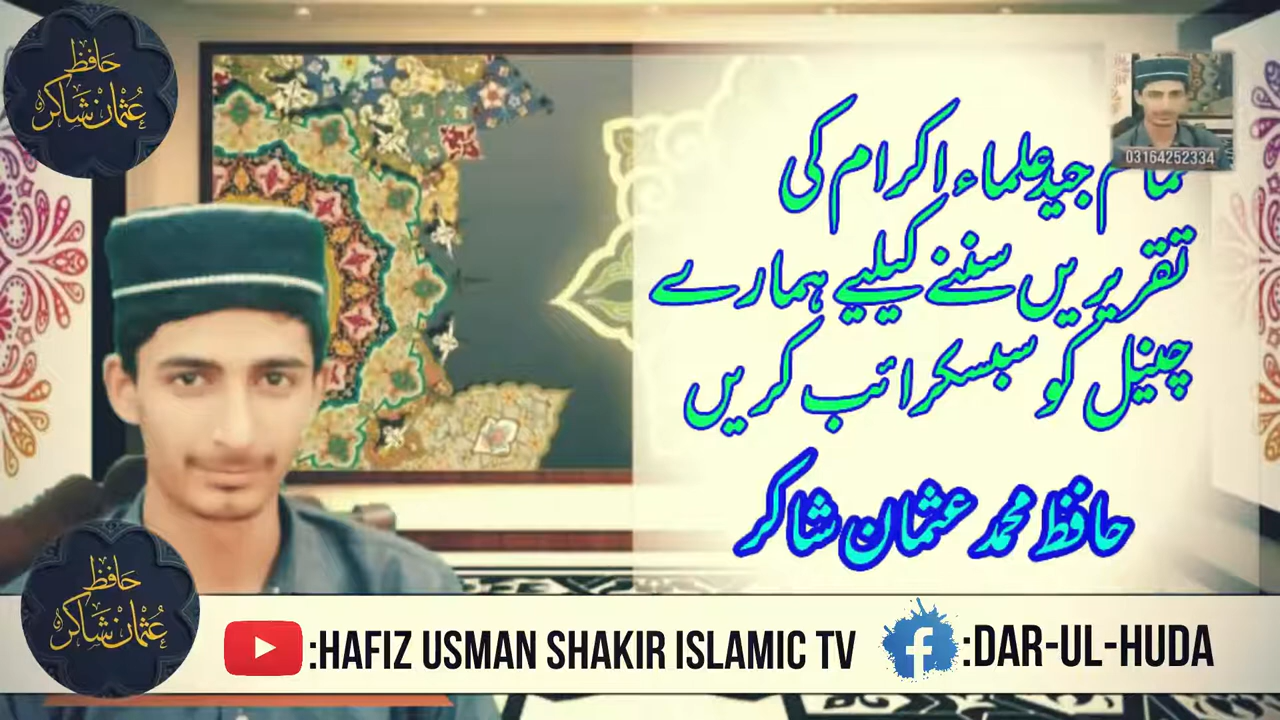 حافظ
عثمان شاکر
03164252334
تمام جید علماء اکرام کی
تقریریں سننے کیلیے ہمارے
چینل کو سبسکرائب کریں
حافظ محمد عثمان شاکر
حافظ
عثمان شاکر
:HAFIZ USMAN SHAKIR ISLAMIC TV
f :DAR-UL-HUDA